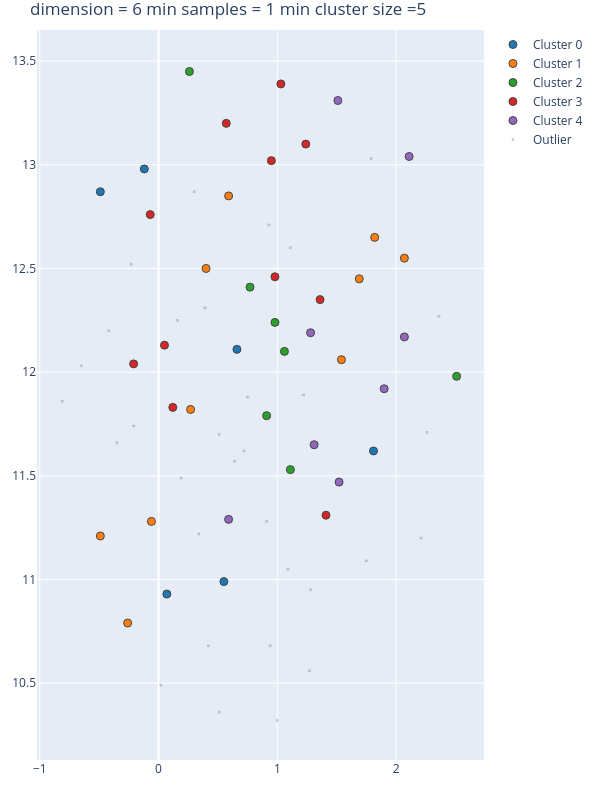 dimension = 6 min samples = 1 min cluster size =5
13.5
13
12.5
12
11.5
11
10.5
−1 0 1 2
Cluster 0
Cluster 1
Cluster 2
Cluster 3
Cluster 4
Outlier